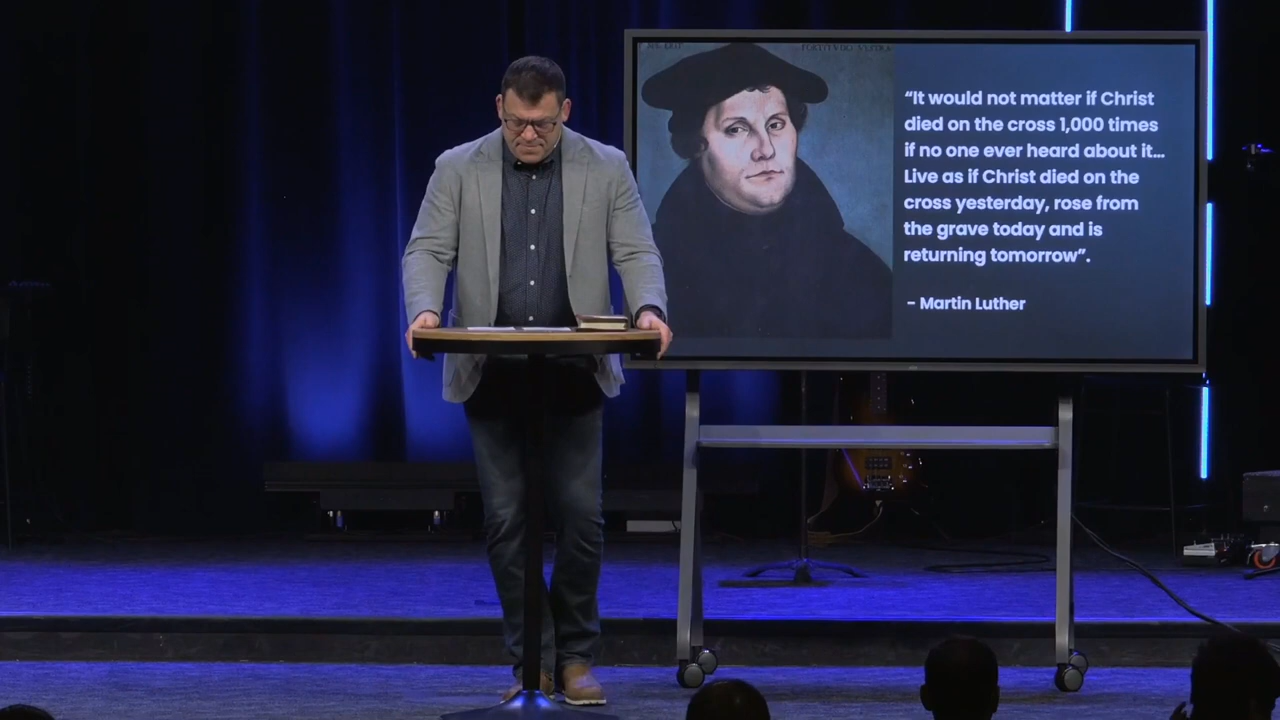 “It would not matter if Christ
died on the cross 1,000 times
if no one ever heard about it...
Live as if Christ died on the
cross yesterday, rose from
the grave today and is
returning tomorrow”.
- Martin Luther